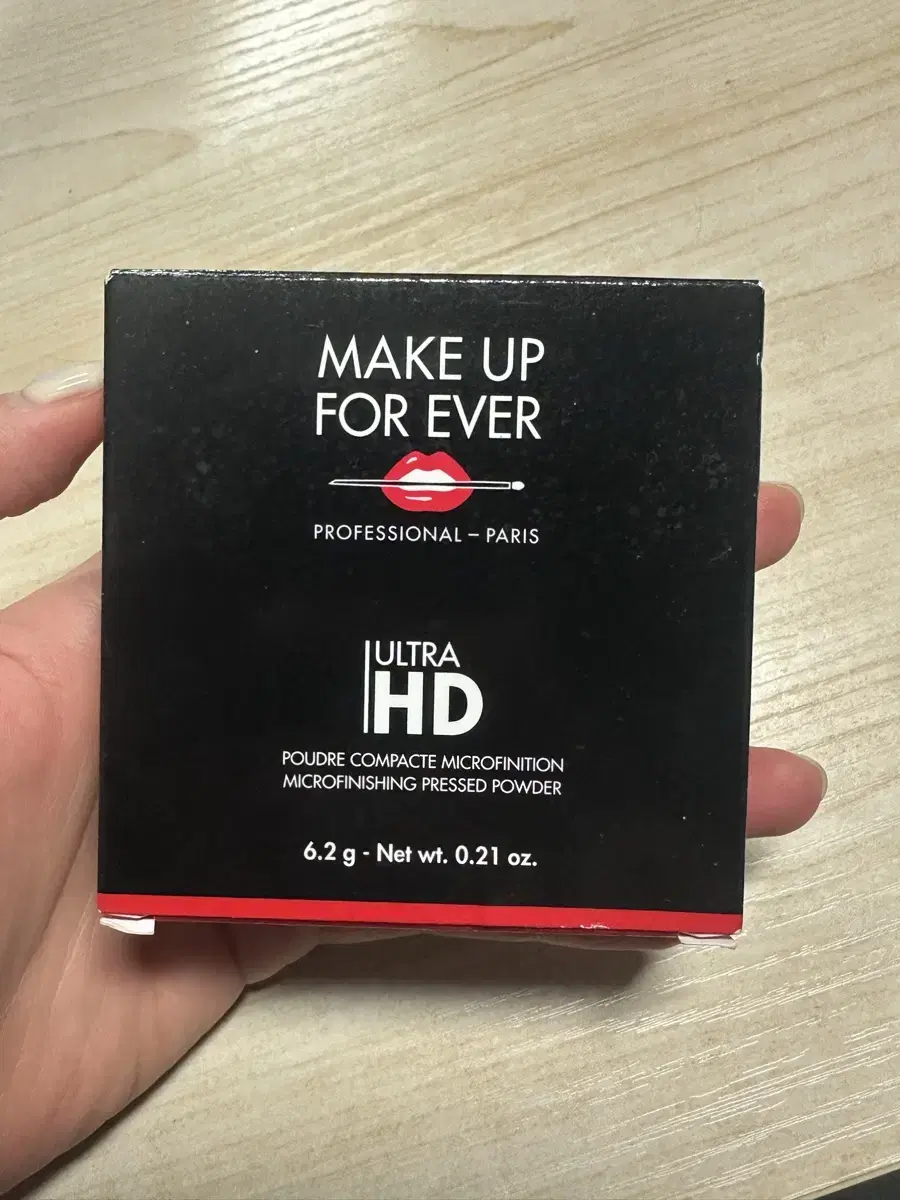 MAKE UP
FOR EVER
PROFESSIONAL – PARIS
ULTRA
HD
POUDRE COMPACTE MICROFINITION
MICROFINISHING PRESSED POWDER
6.2 g - Net wt. 0.21 oz.